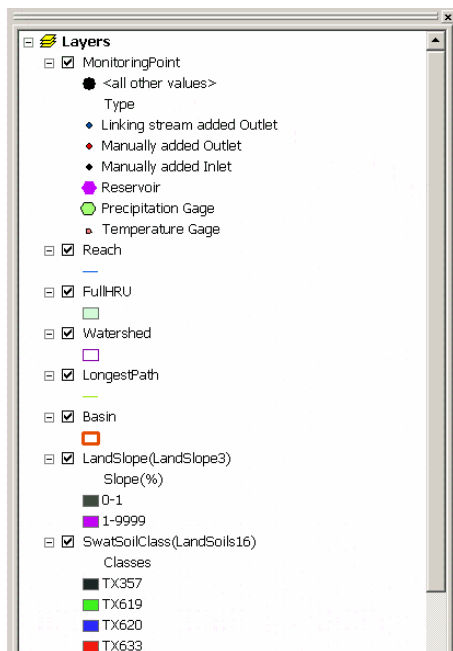 Layers
MonitoringPoint
<all other values>
Type
Linking stream added Outlet
Manually added Outlet
Manually added Inlet
Reservoir
Precipitation Gage
Temperature Gage
Reach
FullHRU
Watershed
LongestPath
Basin
LandSlope(LandSlope3)
Slope(%)
0-1
1-9999
SwatSoilClass(LandSoils16)
Classes
TX357
TX619
TX620
TX633